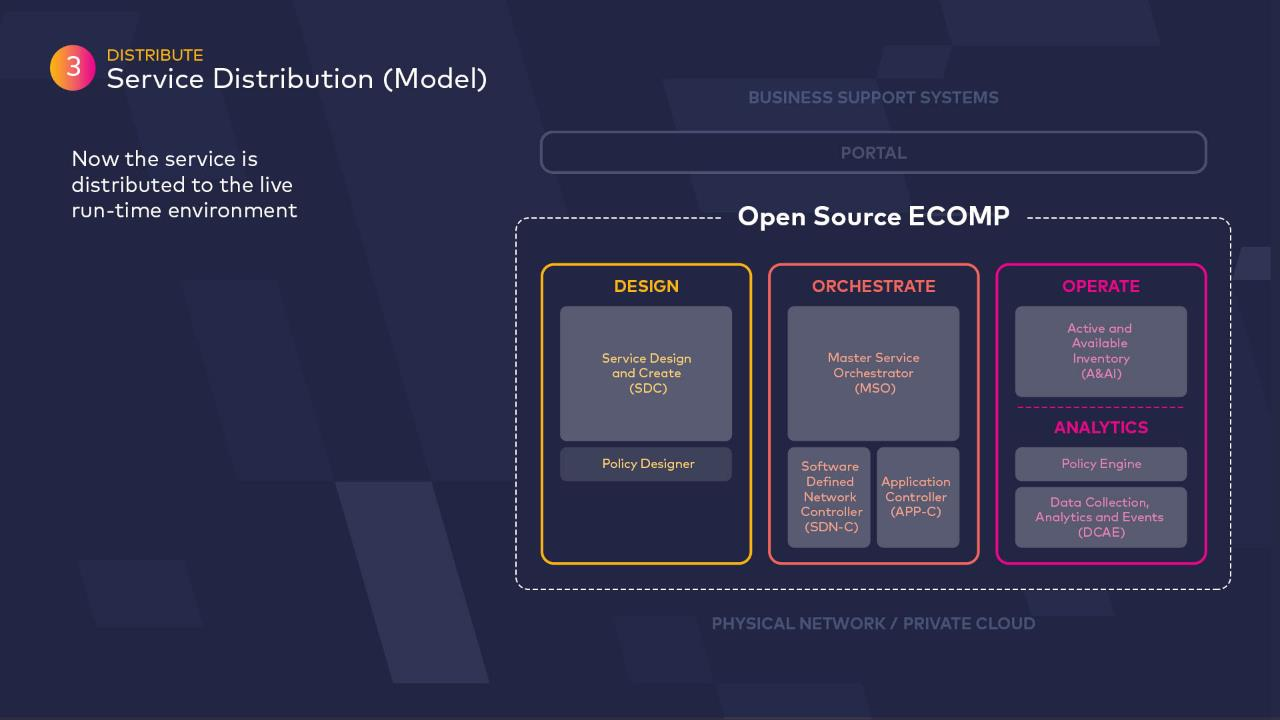 3
DISTRIBUTE
Service Distribution (Model)
Now the service is
distributed to the live
run-time environment
BUSINESS SUPPORT SYSTEMS
PORTAL
Open Source ECOMP
DESIGN
Service Design
and Create
(SDC)
Policy Designer
ORCHESTRATE
Master Service
Orchestrator
(MSO)
Software
Defined
Network
Controller
(SDN-C)
Application
Controller
(APP-C)
OPERATE
Active and
Available
Inventory
(A&AI)
ANALYTICS
Policy Engine
Data Collection,
Analytics and Events
(DCAE)
PHYSICAL NETWORK / PRIVATE CLOUD